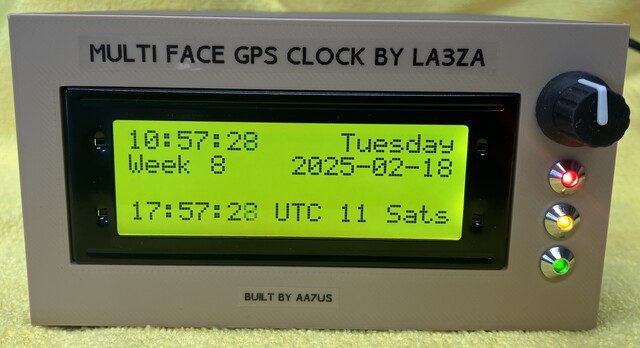 MULTI FACE GPS CLOCK BY LA3ZA
10:57:28 Tuesday
Week 8 2025-02-18
17:57:28 UTC 11 Sats
BUILT BY AA7US